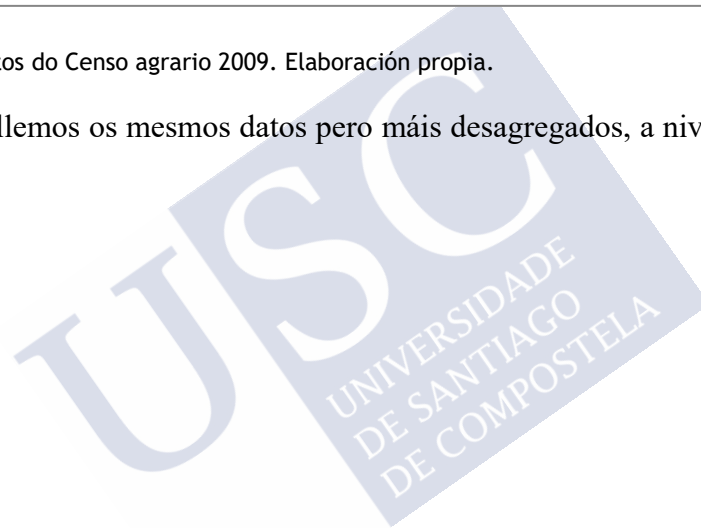 os do Censo agrario 2009. Elaboración propia.
llemos os mesmos datos pero máis desagregados, a niv
USC
UNIVERSIDADE
DE SANTIAGO
DE COMPOSTELA